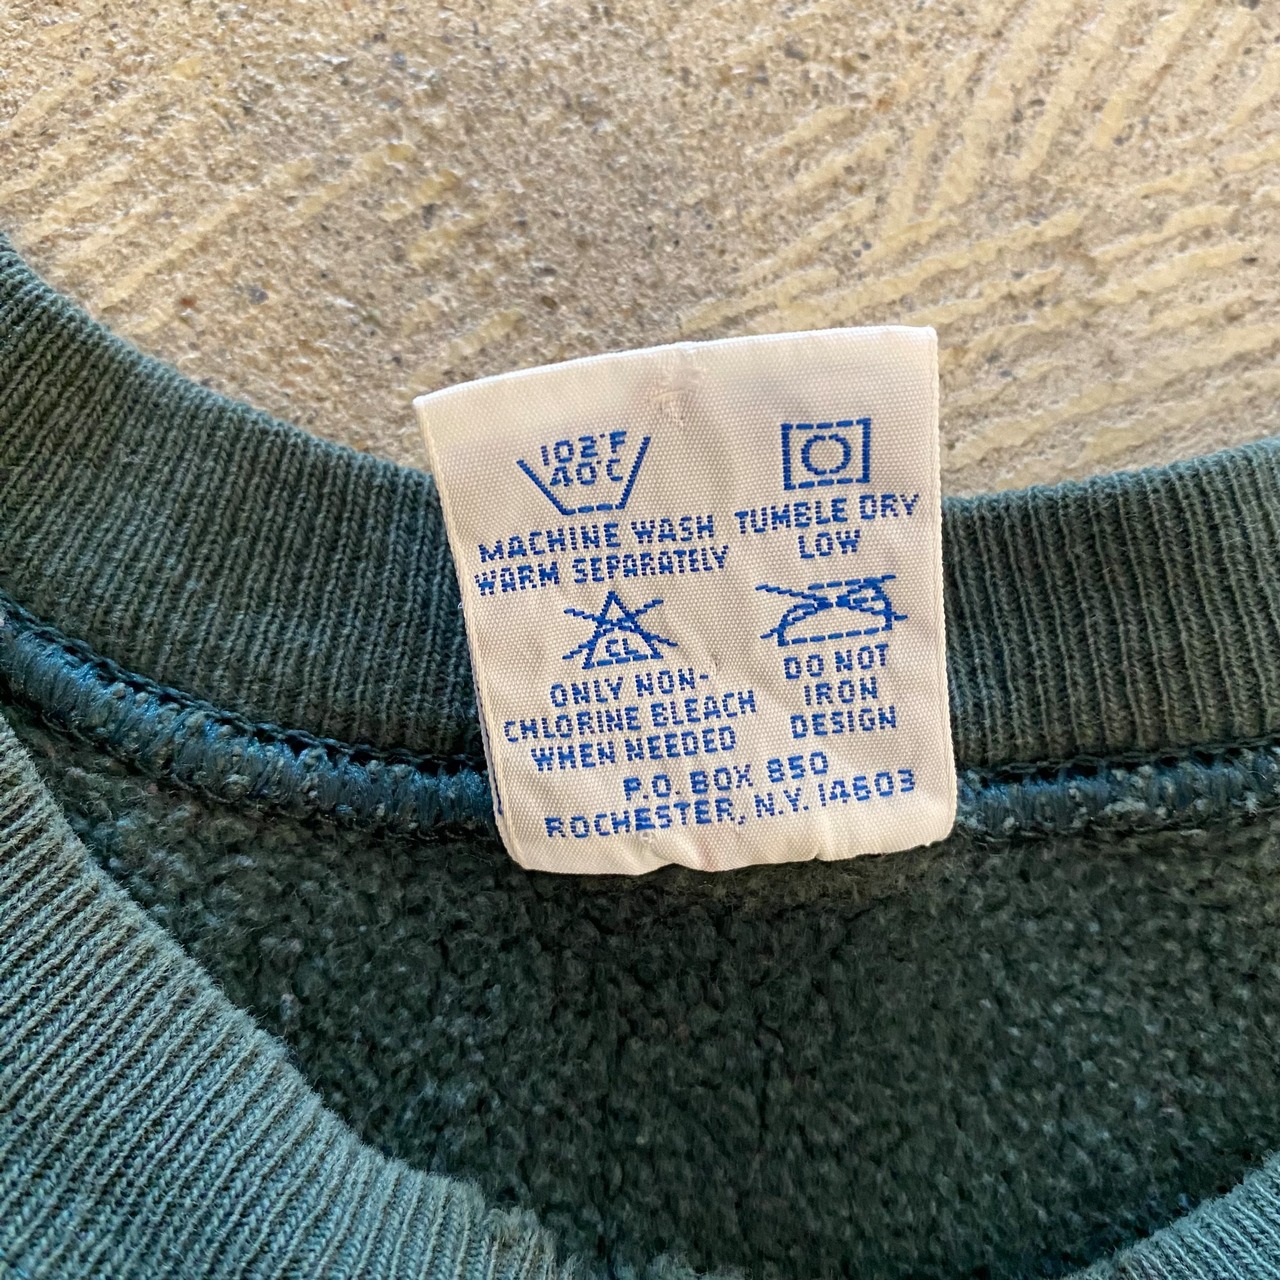 102°F
40°C
MACHINE WASH
WARM SEPARATELY
TUMBLE DRY
LOW
CL
ONLY NON-
CHLORINE BLEACH
WHEN NEEDED
DO NOT
IRON
DESIGN
P.O. BOX 850
ROCHESTER, N.Y. 14603